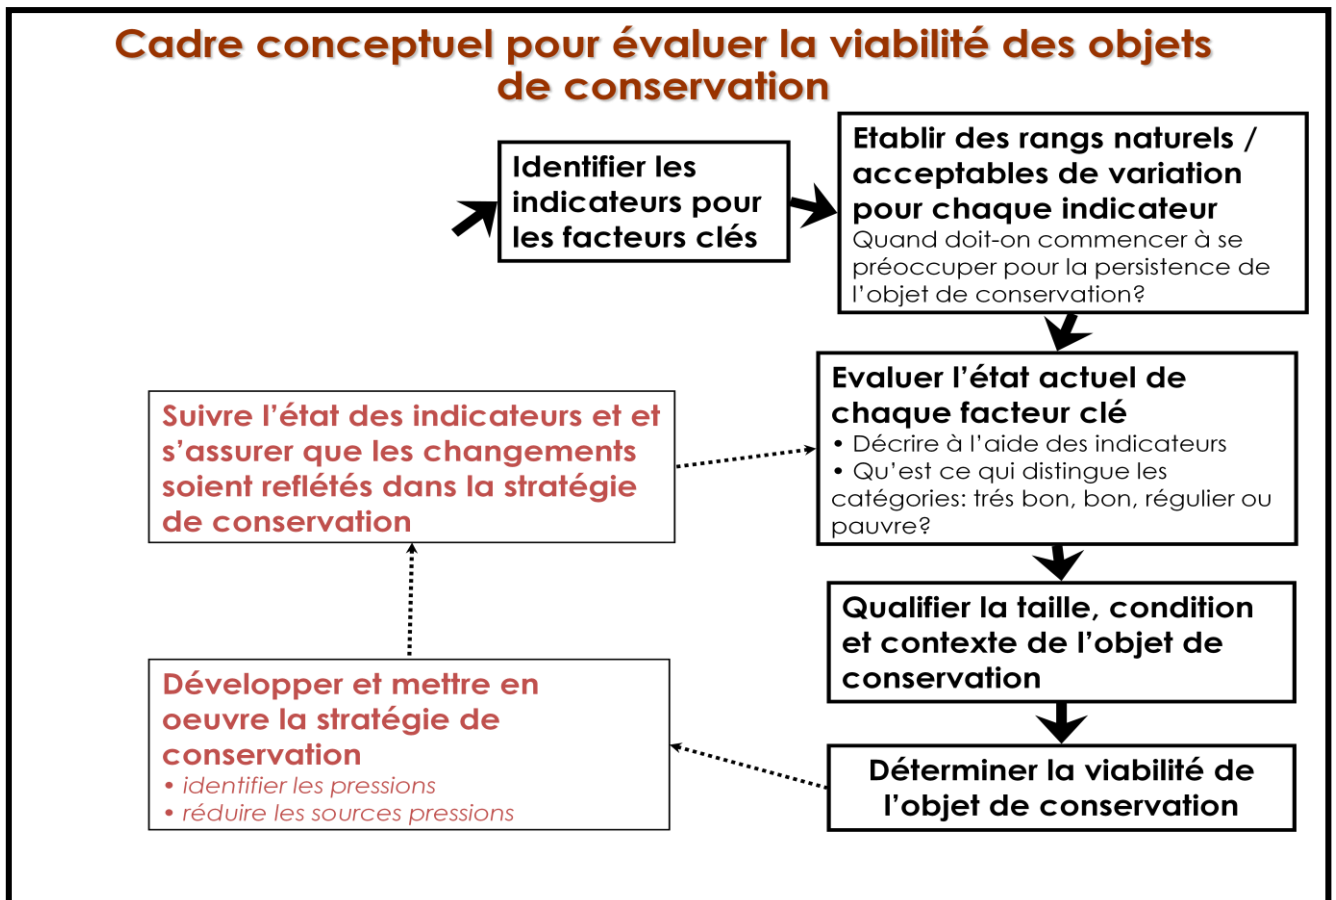 Cadre conceptuel pour évaluer la viabilité des objets
de conservation
Identifier les
indicateurs pour
les facteurs clés
Etablir des rangs naturels /
acceptables de variation
pour chaque indicateur
Quand doit-on commencer à se
préoccuper pour la persistence de
l’objet de conservation?
Evaluer l’état actuel de
chaque facteur clé
• Décrire à l’aide des indicateurs
• Qu’est ce qui distingue les
catégories: trés bon, bon, régulier ou
pauvre?
Qualifier la taille, condition
et contexte de l’objet de
conservation
Déterminer la viabilité de
l’objet de conservation
Développer et mettre en
oeuvre la stratégie de
conservation
• identifier les pressions
• réduire les sources pressions
Suivre l’état des indicateurs et et
s’assurer que les changements
soient reflétés dans la stratégie
de conservation